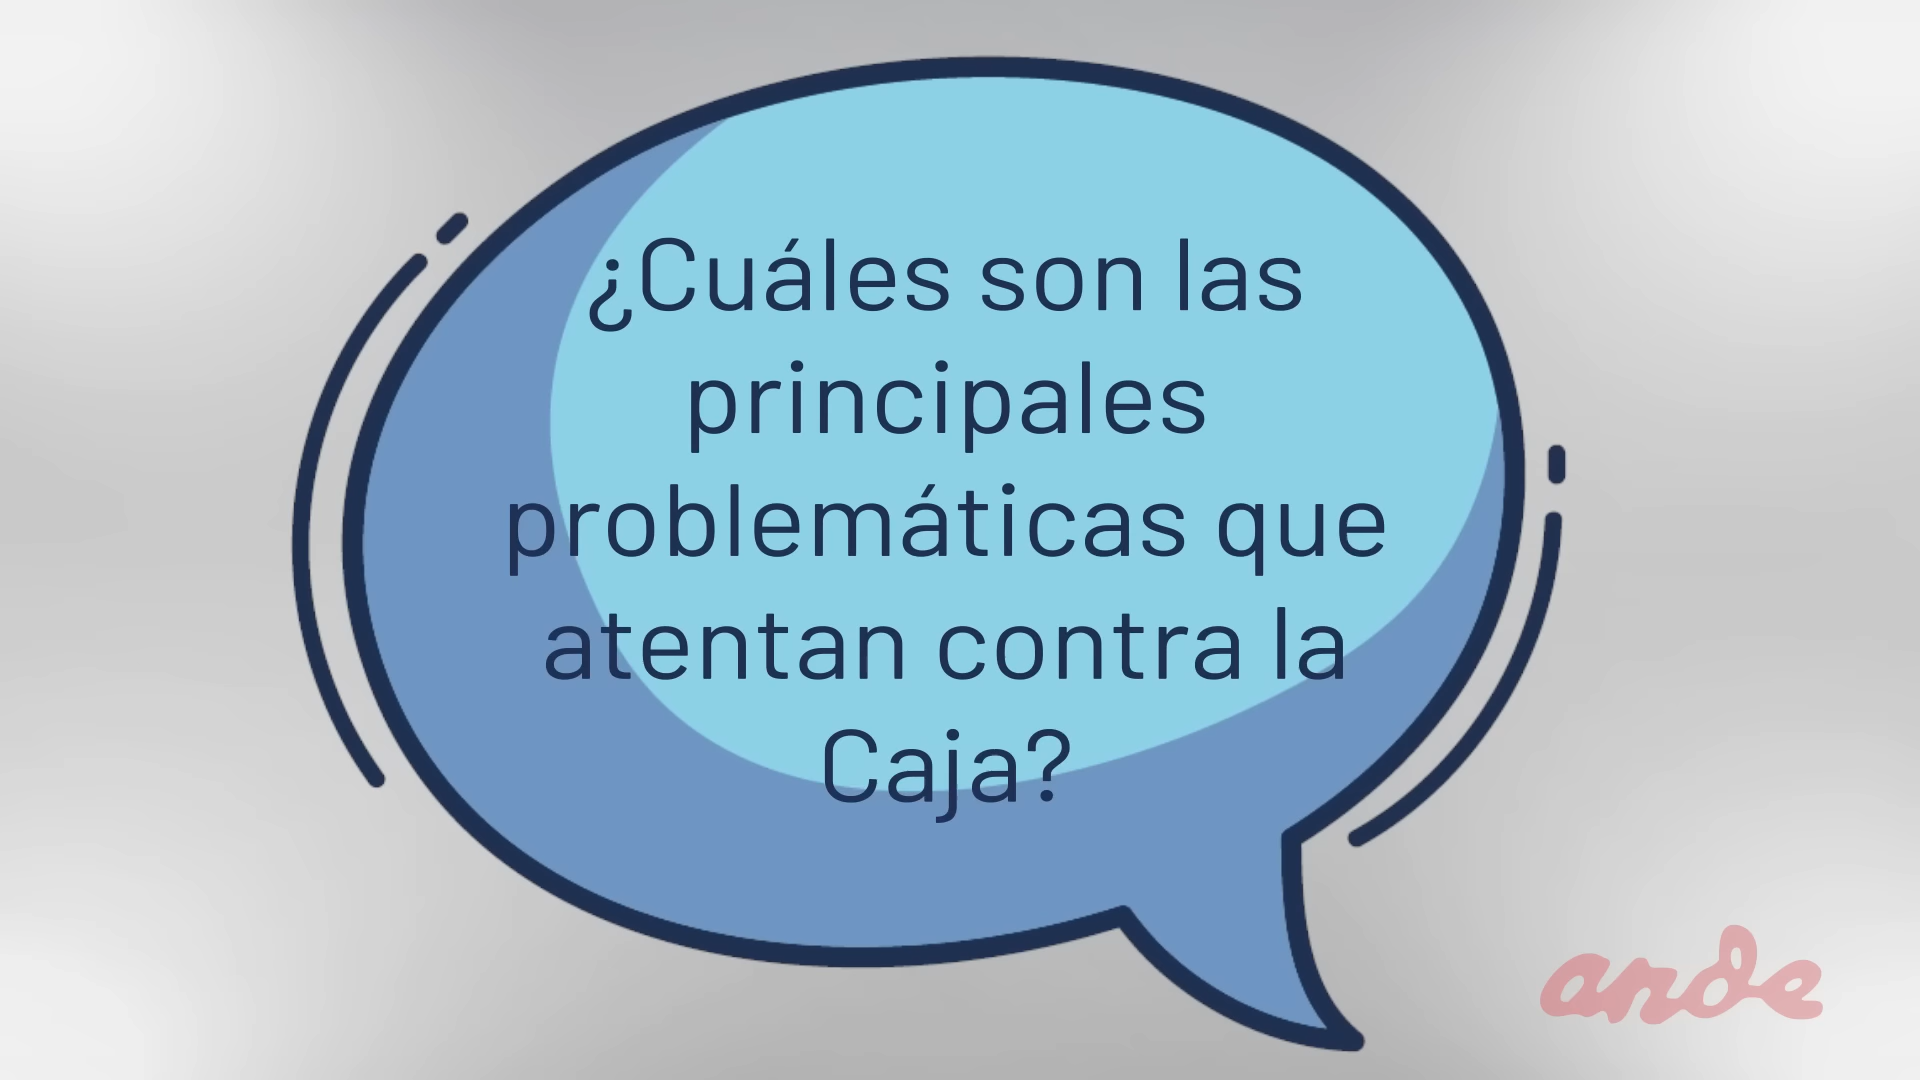 ¿Cuáles son las
principales
problemáticas que
atentan contra la
Caja?
ande